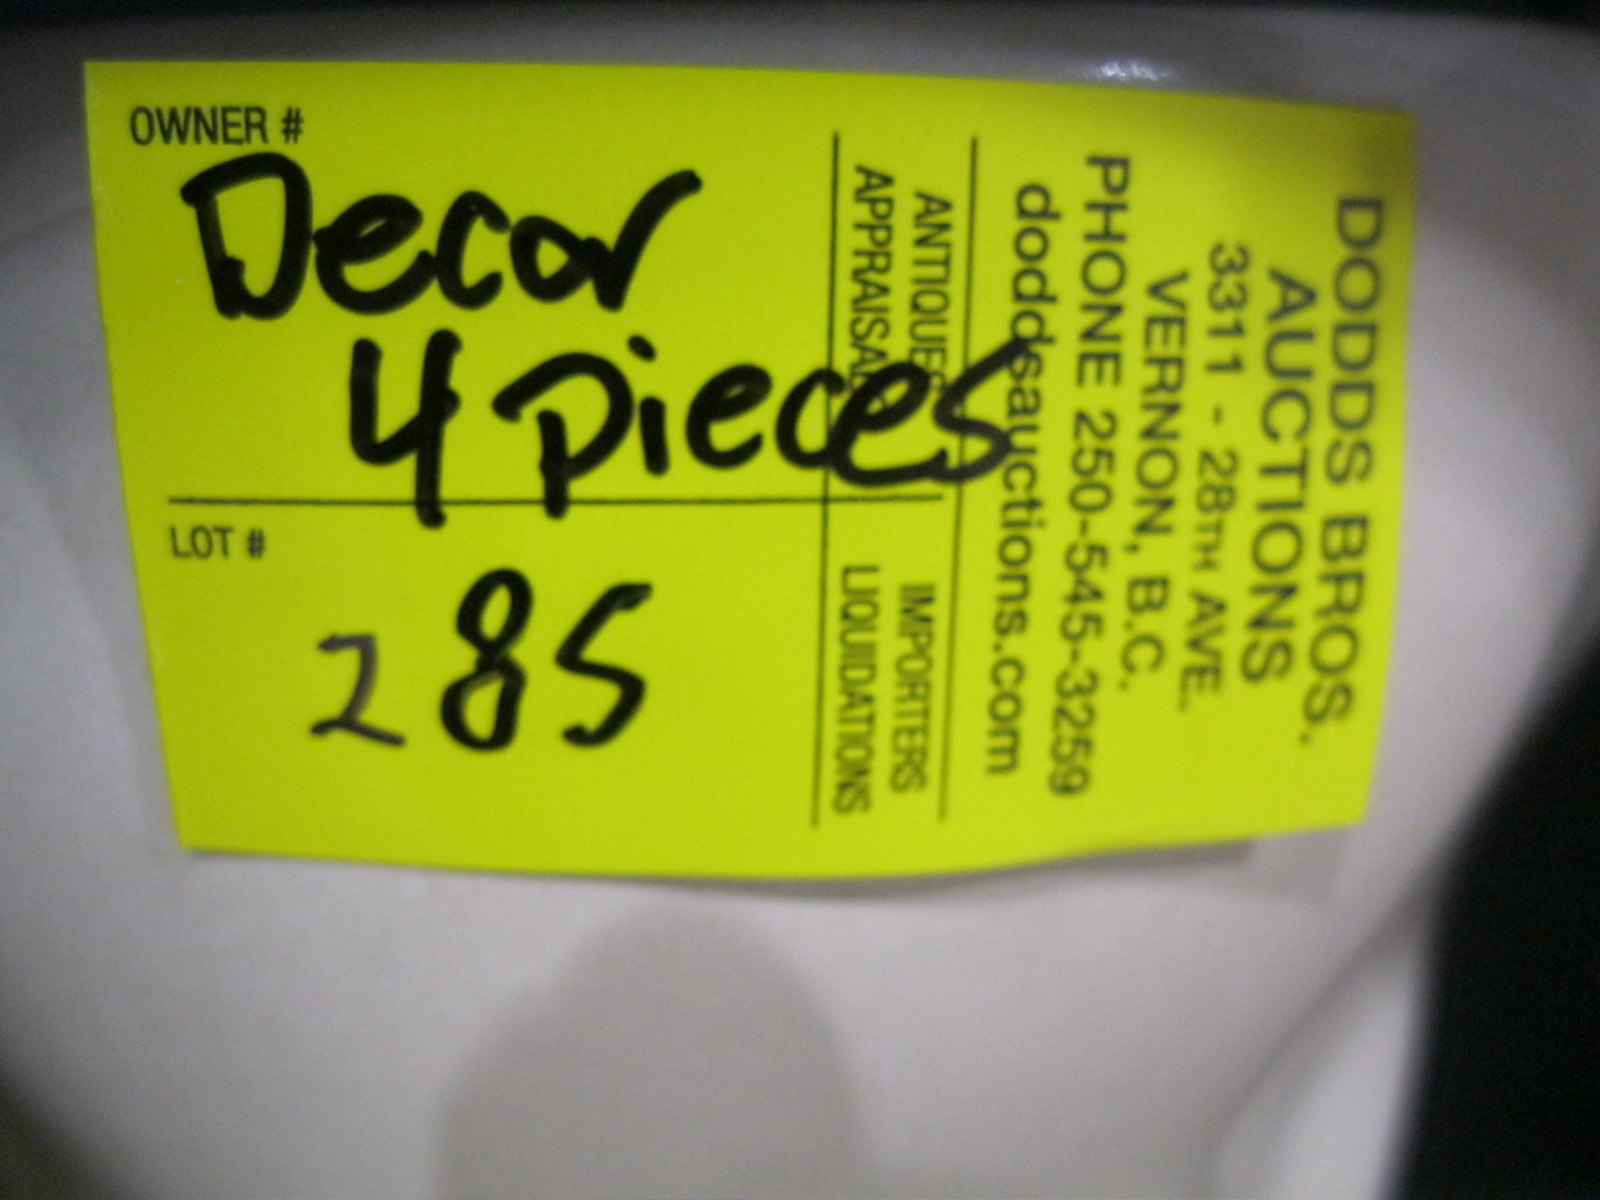 OWNER #
Decor
4 pieces
LOT #
285
ANTIQUES
APPRAISALS
IMPORTERS
LIQUIDATIONS
DODDS BROS.
AUCTIONS
3311 - 28TH AVE.
VERNON, B.C.
PHONE 250-545-3259
doddsauctions.com